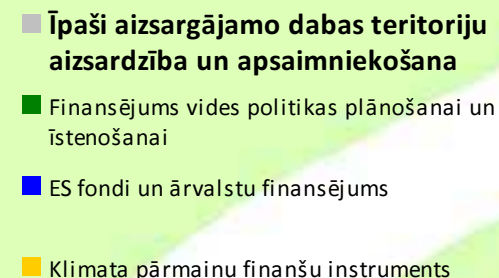 Īpaši aizsargājamo dabas teritoriju
aizsardzība un apsaimniekošana
Finansējums vides politikas plānošanai un
īstenošanai
ES fondi un ārvalstu finansējums
Klimata pārmaiņu finanšu instruments